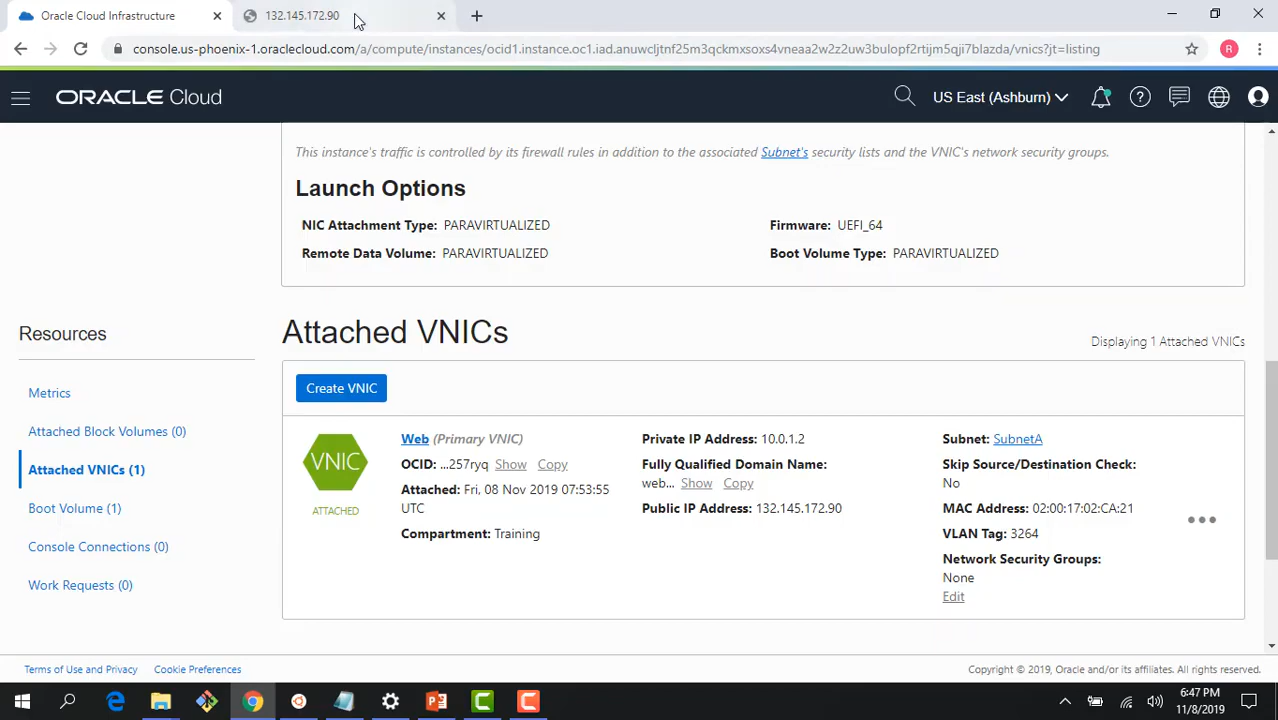 Oracle Cloud Infrastructure
132.145.172.90
console.us-phoenix-1.oraclecloud.com/a/compute/instances/ocid1.instance.oc1.iad.anuwcljtnf25m3qckmxsoxs4vneaa2w2z2uw3bulopf2rtijm5qji7blazda/vnics?jt=listing
R
ORACLE Cloud
US East (Ashburn)
This instance's traffic is controlled by its firewall rules in addition to the associated Subnet's security lists and the VNIC's network security groups.
Launch Options
NIC Attachment Type: PARAVIRTUALIZED
Firmware: UEFI_64
Remote Data Volume: PARAVIRTUALIZED
Boot Volume Type: PARAVIRTUALIZED
Resources
Metrics
Attached Block Volumes (0)
Attached VNICs (1)
Boot Volume (1)
Console Connections (0)
Work Requests (0)
Attached VNICs
Displaying 1 Attached VNICs
Create VNIC
VNIC
ATTACHED
Web (Primary VNIC)
OCID: ...257ryq Show Copy
Attached: Fri, 08 Nov 2019 07:53:55
UTC
Compartment: Training
Private IP Address: 10.0.1.2
Fully Qualified Domain Name:
web... Show Copy
Public IP Address: 132.145.172.90
Subnet: SubnetA
Skip Source/Destination Check:
No
MAC Address: 02:00:17:02:CA:21
VLAN Tag: 3264
Network Security Groups:
None
Edit
Terms of Use and Privacy
Cookie Preferences
Copyright © 2019, Oracle and/or its affiliates. All rights reserved.
6:47 PM
11/8/2019